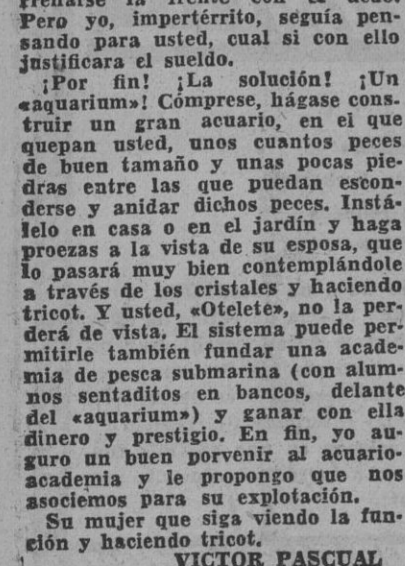 frenarse la frente con el dedo.
Pero yo, impertérrito, seguía pen-
sando para usted, cual si con ello
justificara el sueldo.
¡Por fin! ¡La solución! ¡Un
«aquarium»! Cómprese, hágase cons-
truir un gran acuario, en el que
quepan usted, unos cuantos peces
de buen tamaño y unas pocas pie-
dras entre las que puedan escon-
derse y anidar dichos peces. Instá-
lelo en casa o en el jardín y haga
proezas a la vista de su esposa, que
lo pasará muy bien contemplándole
a través de los cristales y haciendo
tricot. Y usted, «Otelete», no la per-
derá de vista. El sistema puede per-
mitirle también fundar una acade-
mia de pesca submarina (con alum-
nos sentaditos en bancos, delante
del «aquarium») y ganar con ella
dinero y prestigio. En fin, yo au-
guro un buen porvenir al acuario-
academia y le propongo que nos
asociemos para su explotación.
Su mujer que siga viendo la fun-
ción y haciendo tricot.
VICTOR PASCUAL